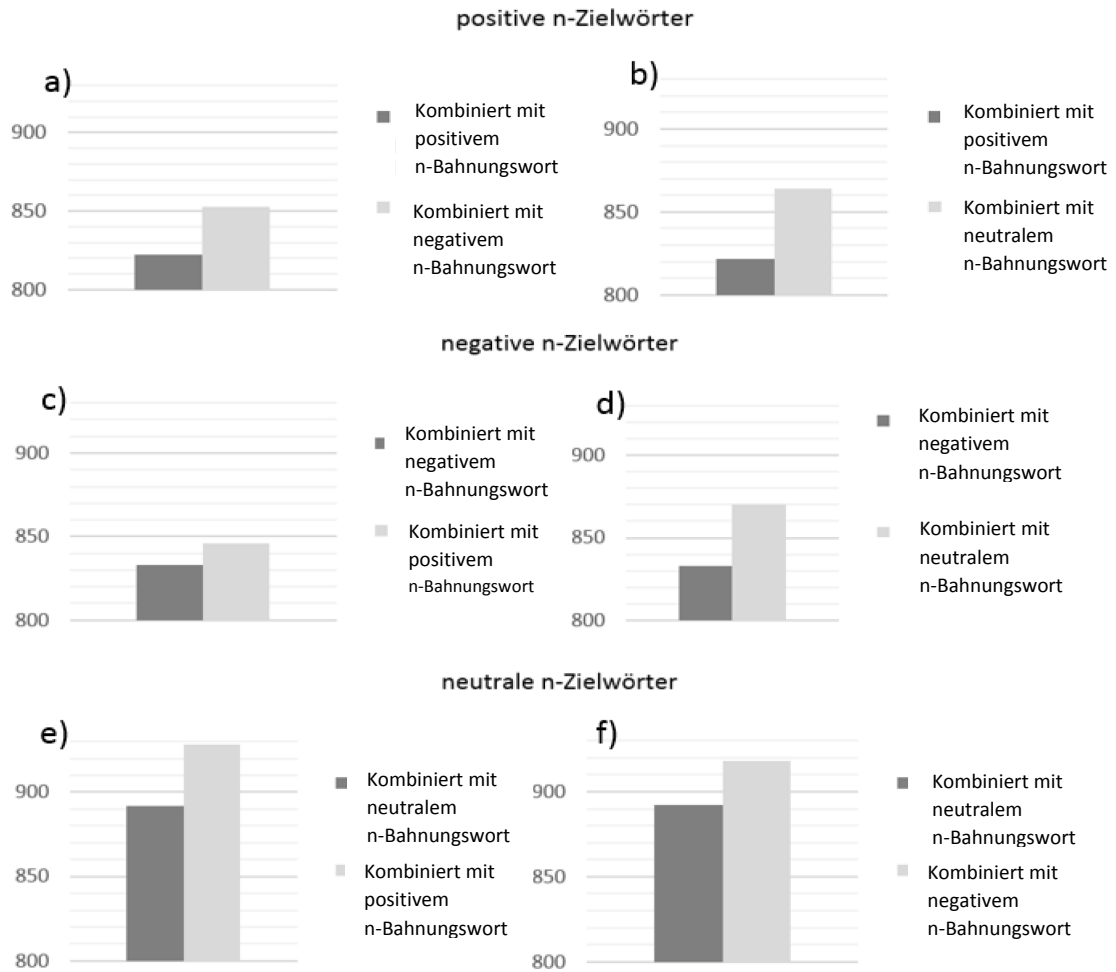 positive n-Zielwörter
a)
900
850
800
Kombiniert mit
positivem
n-Bahnungswort
Kombiniert mit
negativem
n-Bahnungswort
b)
900
850
800
Kombiniert mit
positivem
n-Bahnungswort
Kombiniert mit
neutralem
n-Bahnungswort
negative n-Zielwörter
c)
900
850
800
Kombiniert mit
negativem
n-Bahnungswort
Kombiniert mit
positivem
n-Bahnungswort
d)
900
850
800
Kombiniert mit
negativem
n-Bahnungswort
Kombiniert mit
neutralem
n-Bahnungswort
neutrale n-Zielwörter
e)
900
850
800
Kombiniert mit
neutralem
n-Bahnungswort
Kombiniert mit
positivem
n-Bahnungswort
f)
900
850
800
Kombiniert mit
neutralem
n-Bahnungswort
Kombiniert mit
negativem
n-Bahnungswort